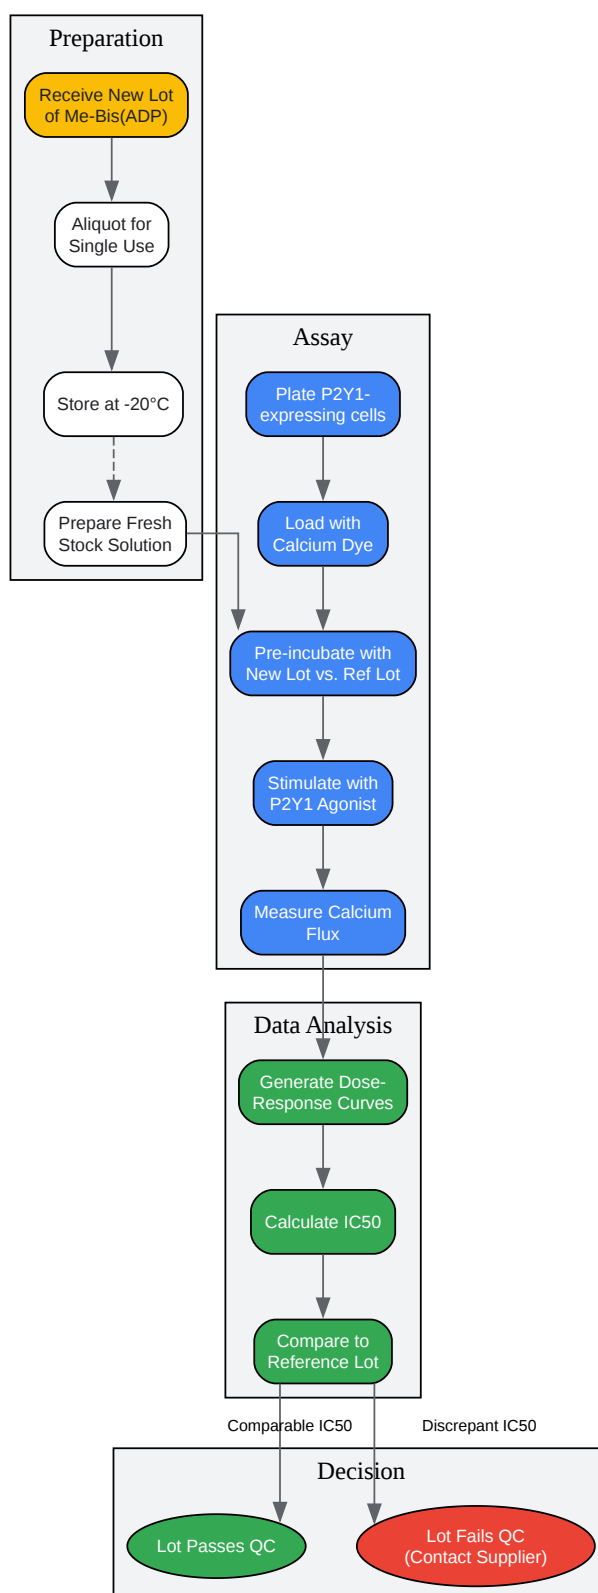 Preparation
Receive New Lot
of Me-Bis(ADP)
Aliquot for
Single Use
Store at -20°C
Prepare Fresh
Stock Solution
Assay
Plate P2Y1-
expressing cells
Load with
Calcium Dye
Pre-incubate with
New Lot vs. Ref Lot
Stimulate with
P2Y1 Agonist
Measure Calcium
Flux
Data Analysis
Generate Dose-
Response Curves
Calculate IC50
Compare to
Reference Lot
Comparable IC50
Discrepant IC50
Decision
Lot Passes QC
Lot Fails QC
(Contact Supplier)